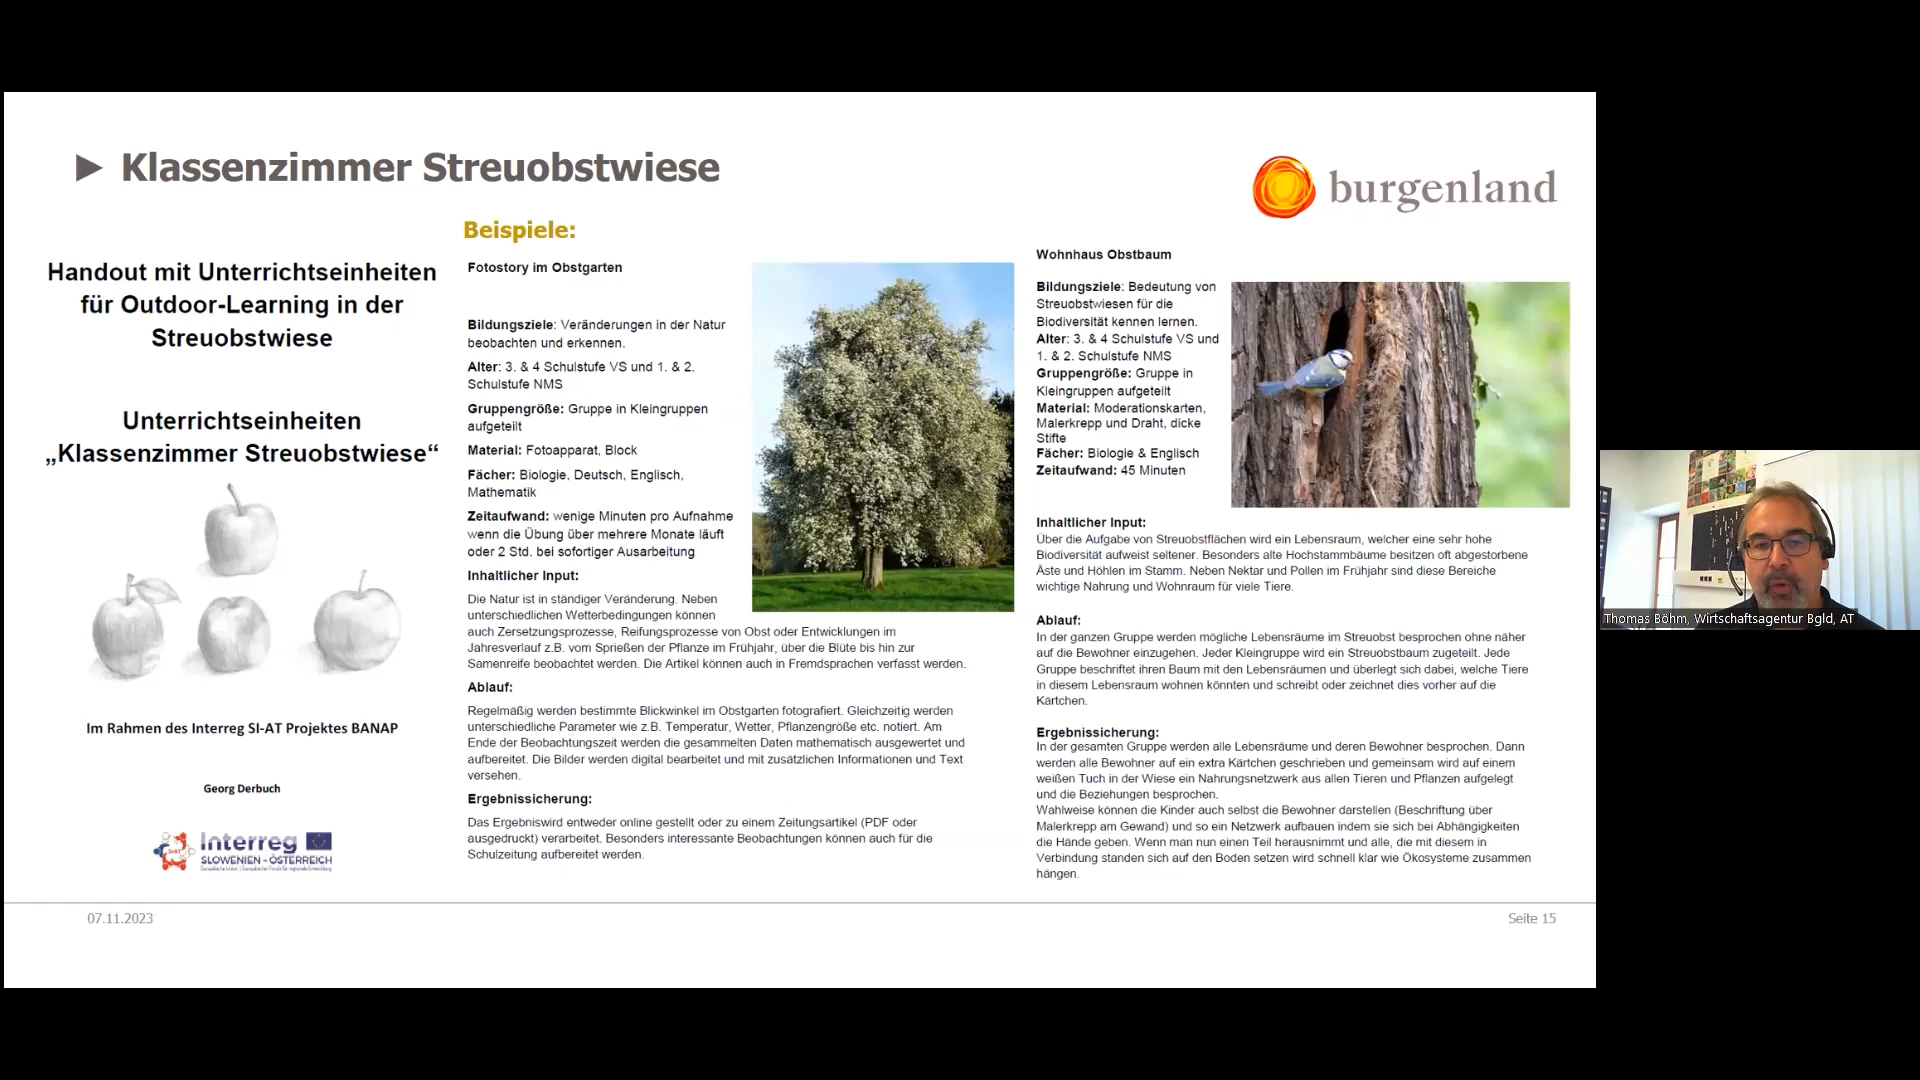 ► Klassenzimmer Streuobstwiese
burgenland
Handout mit Unterrichtseinheiten
für Outdoor-Learning in der
Streuobstwiese
Unterrichtseinheiten
„Klassenzimmer Streuobstwiese“
Im Rahmen des Interreg SI-AT Projektes BANAP
Georg Derbuch
Interreg
SLOWENIEN - ÖSTERREICH
Beispiele:
Fotostory im Obstgarten
Bildungsziele: Veränderungen in der Natur
beobachten und erkennen.
Alter: 3. & 4 Schulstufe VS und 1. & 2.
Schulstufe NMS
Gruppengröße: Gruppe in Kleingruppen
aufgeteilt
Material: Fotoapparat, Block
Fächer: Biologie, Deutsch, Englisch,
Mathematik
Zeitaufwand: wenige Minuten pro Aufnahme
wenn die Übung über mehrere Monate läuft
oder 2 Std. bei sofortiger Ausarbeitung
Inhaltlicher Input:
Die Natur ist in ständiger Veränderung. Neben
unterschiedlichen Wetterbedingungen können
auch Zersetzungsprozesse, Reifungsprozesse von Obst oder Entwicklungen im
Jahresverlauf z.B. vom Sprießen der Pflanze im Frühjahr, über die Blüte bis hin zur
Samenreife beobachtet werden. Die Artikel können auch in Fremdsprachen verfasst werden.
Ablauf:
Regelmäßig werden bestimmte Blickwinkel im Obstgarten fotografiert. Gleichzeitig werden
unterschiedliche Parameter wie z.B. Temperatur, Wetter, Pflanzengröße etc. notiert. Am
Ende der Beobachtungszeit werden die gesammelten Daten mathematisch ausgewertet und
aufbereitet. Die Bilder werden digital bearbeitet und mit zusätzlichen Informationen und Text
versehen.
Ergebnissicherung:
Das Ergebniswird entweder online gestellt oder zu einem Zeitungsartikel (PDF oder
ausgedruckt) verarbeitet. Besonders interessante Beobachtungen können auch für die
Schulzeitung aufbereitet werden.
Wohnhaus Obstbaum
Bildungsziele: Bedeutung von
Streuobstwiesen für die
Biodiversität kennen lernen.
Alter: 3. & 4 Schulstufe VS und
1. & 2. Schulstufe NMS
Gruppengröße: Gruppe in
Kleingruppen aufgeteilt
Material: Moderationskarten,
Malerkrepp und Draht, dicke
Stifte
Fächer: Biologie & Englisch
Zeitaufwand: 45 Minuten
Inhaltlicher Input:
Über die Aufgabe von Streuobstflächen wird ein Lebensraum, welcher eine sehr hohe
Biodiversität aufweist seltener. Besonders alte Hochstammbäume besitzen oft abgestorbene
Äste und Höhlen im Stamm. Neben Nektar und Pollen im Frühjahr sind diese Bereiche
wichtige Nahrung und Wohnraum für viele Tiere.
Ablauf:
In der ganzen Gruppe werden mögliche Lebensräume im Streuobst besprochen ohne näher
auf die Bewohner einzugehen. Jeder Kleingruppe wird ein Streuobstbaum zugeteilt. Jede
Gruppe beschriftet ihren Baum mit den Lebensräumen und überlegt sich dabei, welche Tiere
in diesem Lebensraum wohnen könnten und schreibt oder zeichnet dies vorher auf die
Kärtchen.
Ergebnissicherung:
In der gesamten Gruppe werden alle Lebensräume und deren Bewohner besprochen. Dann
werden alle Bewohner auf ein extra Kärtchen geschrieben und gemeinsam wird auf einem
weißen Tuch in der Wiese ein Nahrungsnetzwerk aus allen Tieren und Pflanzen aufgelegt
und die Beziehungen besprochen.
Wahlweise können die Kinder auch selbst die Bewohner darstellen (Beschriftung über
Malerkrepp am Gewand) und so ein Netzwerk aufbauen indem sie sich bei Abhängigkeiten
die Hände geben. Wenn man nun einen Teil herausnimmt und alle, die mit diesem in
Verbindung standen sich auf den Boden setzen wird schnell klar wie Ökosysteme zusammen
hängen.
07.11.2023
Seite 15
Thomas Böhm, Wirtschaftsagentur Bgld, AT